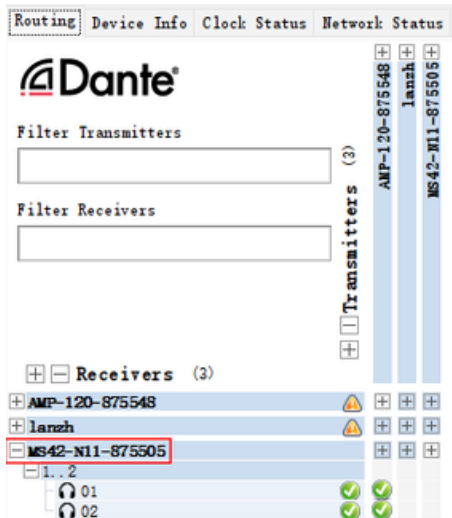 Routing Device Info Clock Status Network Status
Dante®
Filter Transmitters
Filter Receivers
Transmitters (3)
AMP-120-875548
lanzh
MS42-N11-875505
Receivers (3)
AMP-120-875548
lanzh
MS42-N11-875505
1..2
01
02